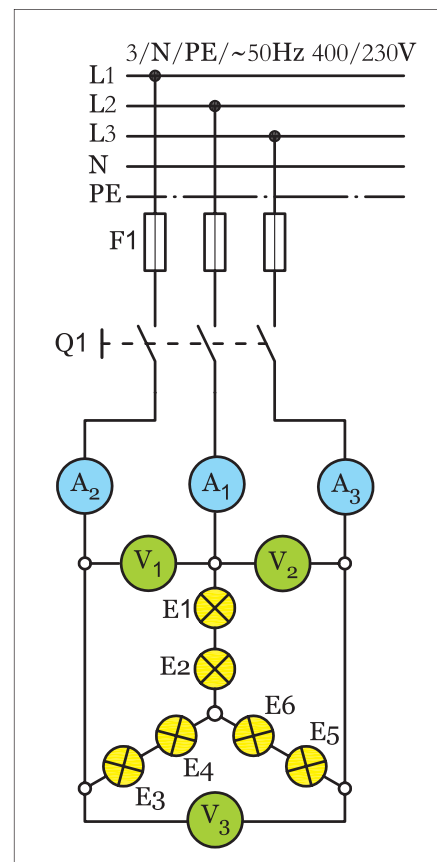 3/N/PE/~50Hz 400/230V
L1
L2
L3
N
PE
F1
Q1
A2 A1 A3
V1 V2
E1
E2
E6
E5
E4
E3
V3